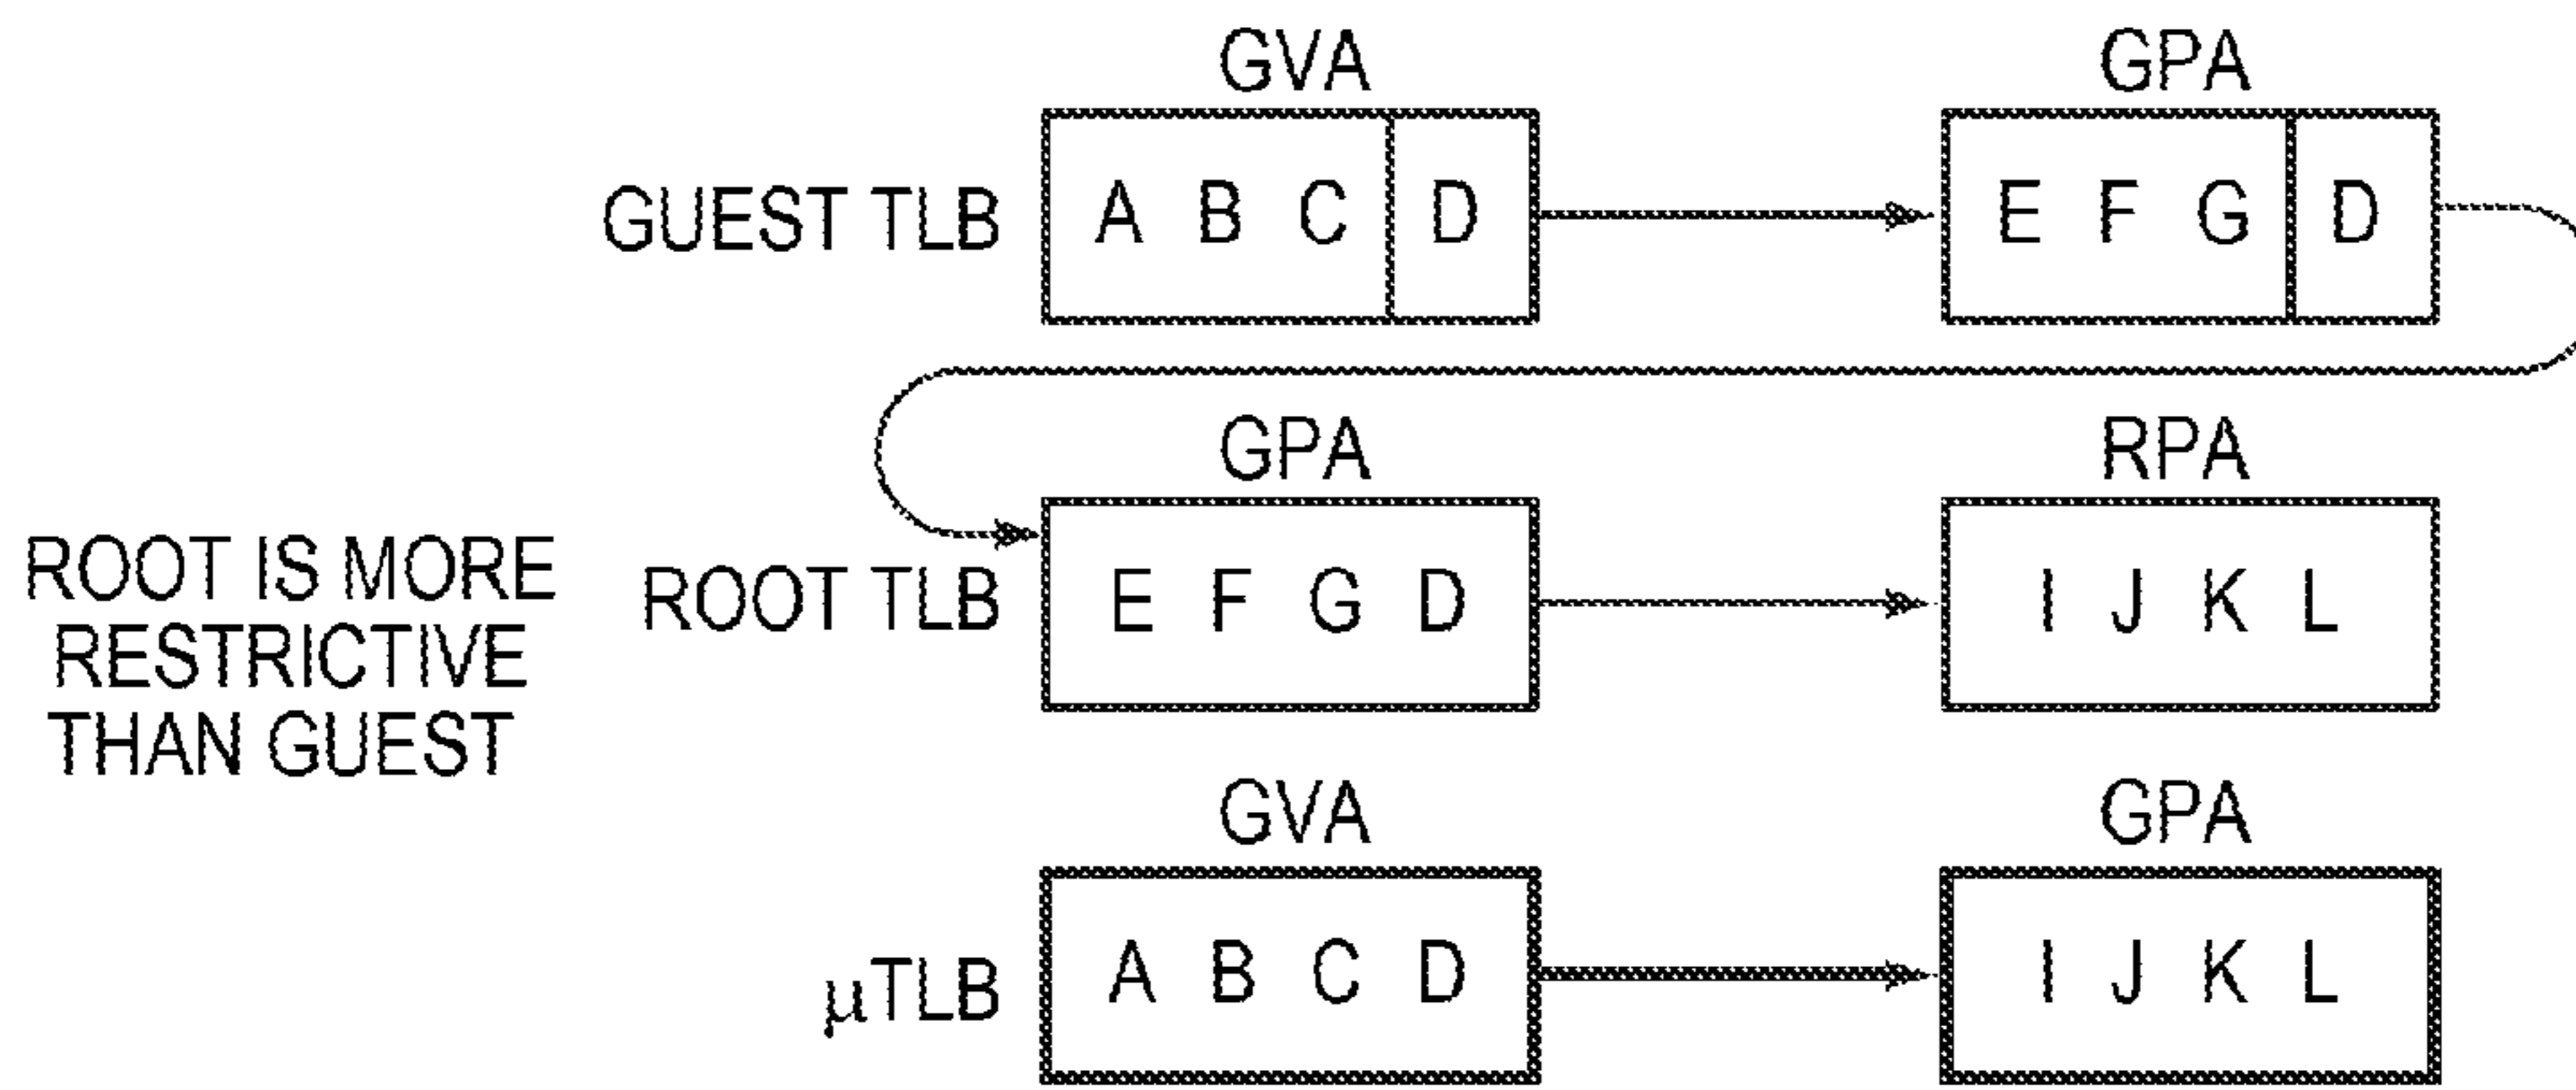 GVA GPA
GUEST TLB A B C D E F G D
GPA RPA
ROOT IS MORE
RESTRICTIVE
THAN GUEST
ROOT TLB E F G D I J K L
GVA GPA
μTLB A B C D I J K L